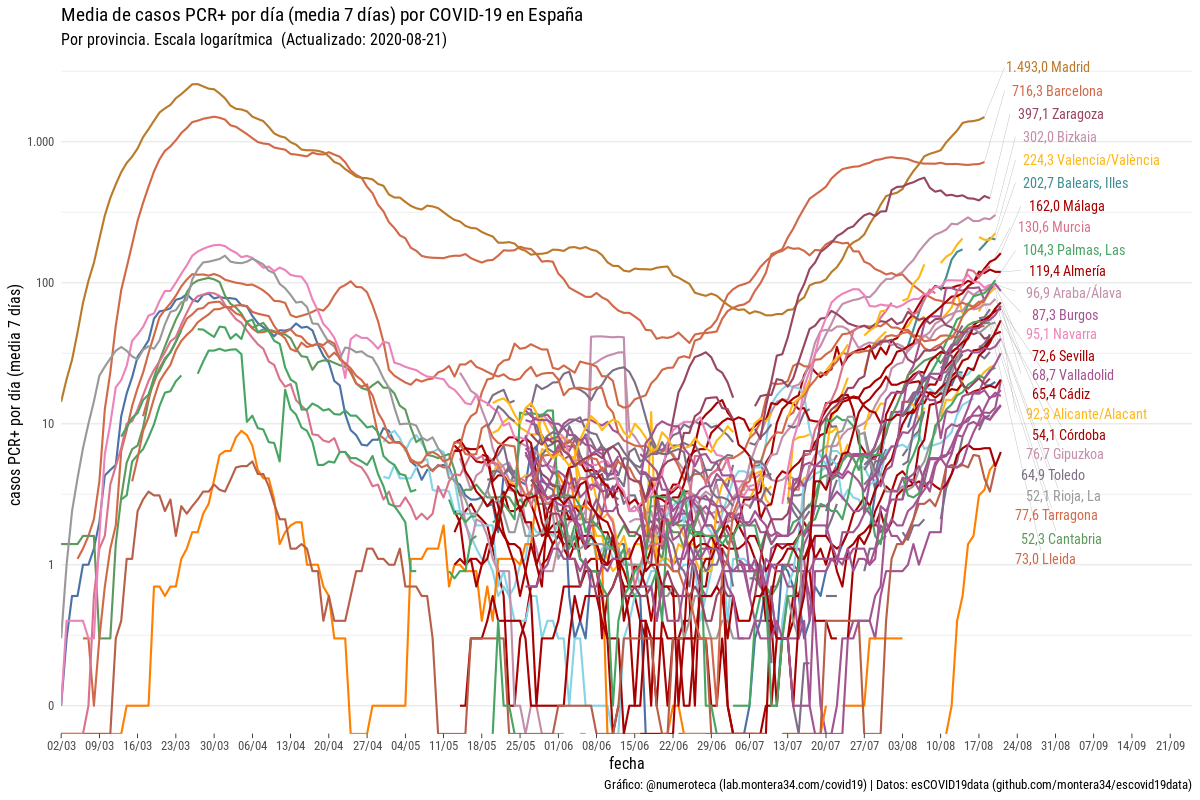 Media de casos PCR+ por día (media 7 días) por COVID-19 en España
Por provincia. Escala logarítmica (Actualizado: 2020-08-21)
casos PCR+ por día (media 7 días)
1.000
100
10
1
0
1.493,0 Madrid
716,3 Barcelona
397,1 Zaragoza
302,0 Bizkaia
224,3 Valencia/València
202,7 Balears, Illes
162,0 Málaga
130,6 Murcia
104,3 Palmas, Las
119,4 Almería
96,9 Araba/Álava
87,3 Burgos
95,1 Navarra
72,6 Sevilla
68,7 Valladolid
65,4 Cádiz
92,3 Alicante/Alacant
54,1 Córdoba
76,7 Gipuzkoa
64,9 Toledo
52,1 Rioja, La
77,6 Tarragona
52,3 Cantabria
73,0 Lleida
02/03 09/03 16/03 23/03 30/03 06/04 13/04 20/04 27/04 04/05 11/05 18/05 25/05 01/06 08/06 15/06 22/06 29/06 06/07 13/07 20/07 27/07 03/08 10/08 17/08 24/08 31/08 07/09 14/09 21/09
fecha
Gráfico: @numeroteca (lab.montera34.com/covid19) | Datos: esCOVID19data (github.com/montera34/escovid19data)